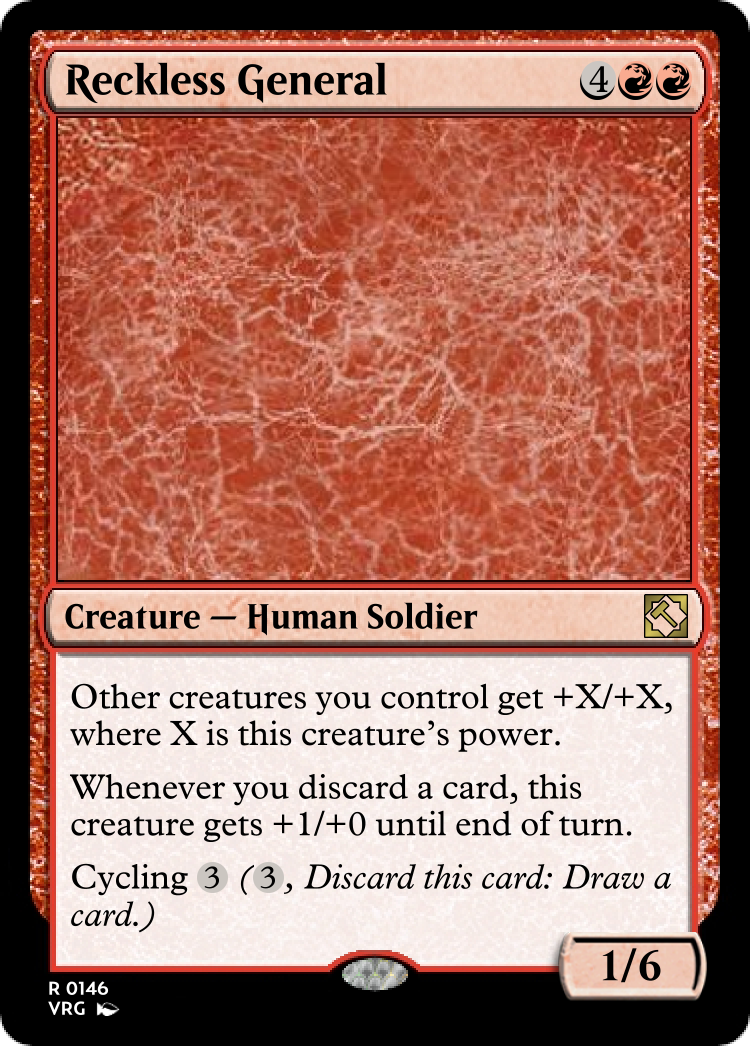 Reckless General 4
Creature — Human Soldier
Other creatures you control get +X/+X,
where X is this creature's power.
Whenever you discard a card, this
creature gets +1/+0 until end of turn.
Cycling 3 (3, Discard this card: Draw a
card.)
1/6
R 0146
VRG